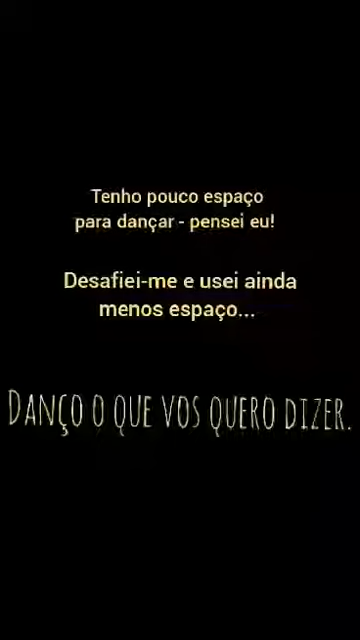 Tenho pouco espaço
para dançar - pensei eu!
Desafiei-me e usei ainda
menos espaço...
DANÇO O QUE VOS QUERO DIZER.